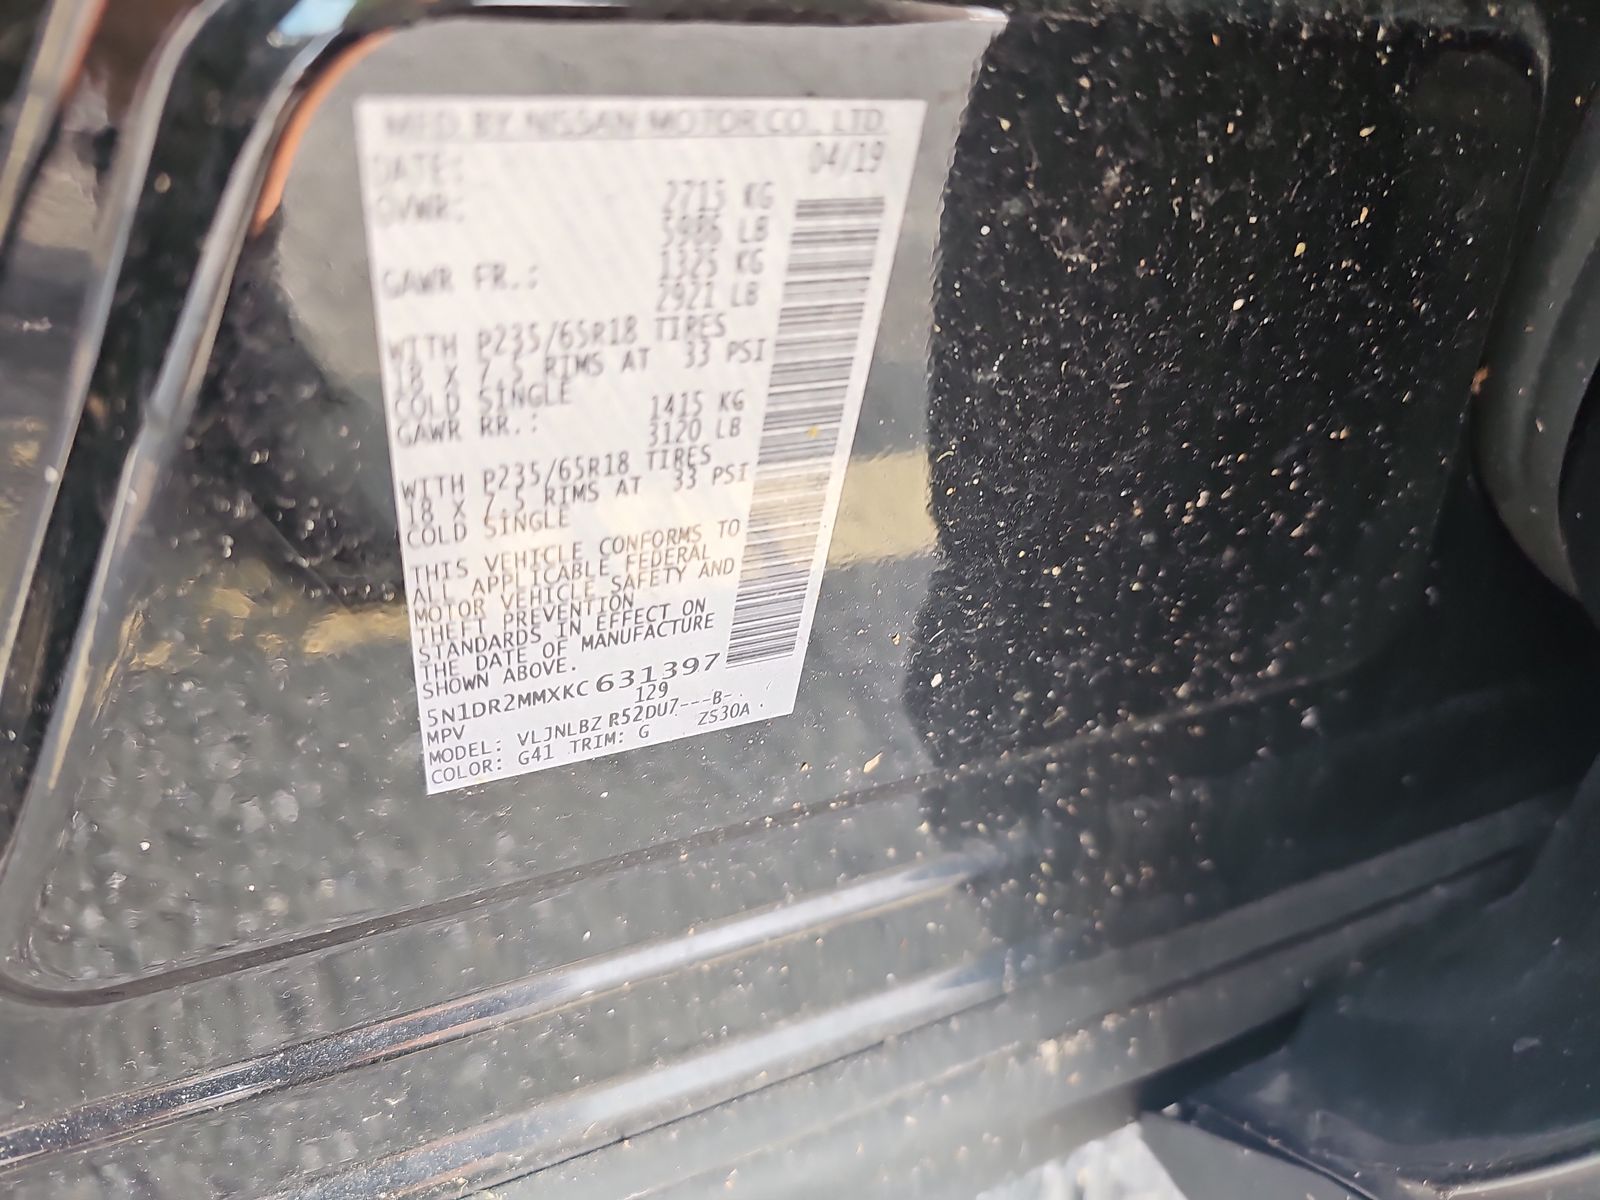 MFD BY NISSAN MOTOR CO., LTD.
DATE: 04/19
GVWR: 2715 KG
5986 LB
GAWR FR.: 1325 KG
2921 LB
WITH P235/65R18 TIRES
18 X 7.5 RIMS AT 33 PSI
COLD SINGLE
GAWR RR.: 1415 KG
3120 LB
WITH P235/65R18 TIRES
18 X 7.5 RIMS AT 33 PSI
COLD SINGLE
THIS VEHICLE CONFORMS TO
ALL APPLICABLE FEDERAL
MOTOR VEHICLE SAFETY AND
THEFT PREVENTION
STANDARDS IN EFFECT ON
THE DATE OF MANUFACTURE
SHOWN ABOVE.
5N1DR2MMXKC631397
MPV 129
MODEL: VLJNLBZ R52DU7---B-
COLOR: G41 TRIM: G ZS30A